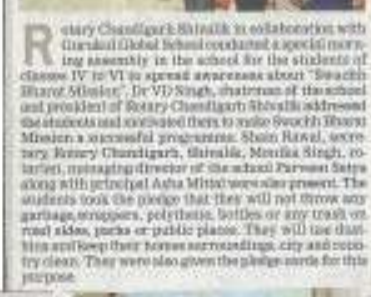 Rotary Chandigarh Shivalik in collaboration with
Gurukul Global School conducted a special morn-
ing assembly in the school for the students of
classes IV to VI to spread awareness about "Swachh
Bharat Mission". Dr VD Singh, chairman of the school
and president of Rotary Chandigarh Shivalik addressed
the students and motivated them to make Swachh Bharat
Mission a successful programme. Sham Rawal, secre-
tary, Rotary Chandigarh, Shivalik, Monika Singh, ro-
tarian, managing director of the school Parveen Setya
along with principal Asha Mittal were also present. The
students took the pledge that they will not throw any
garbage, wrappers, polythene, bottles or any trash on
road sides, parks or public places. They will use dust-
bins and keep their homes surroundings, city and coun-
try clean. They were also given the pledge cards for this
purpose